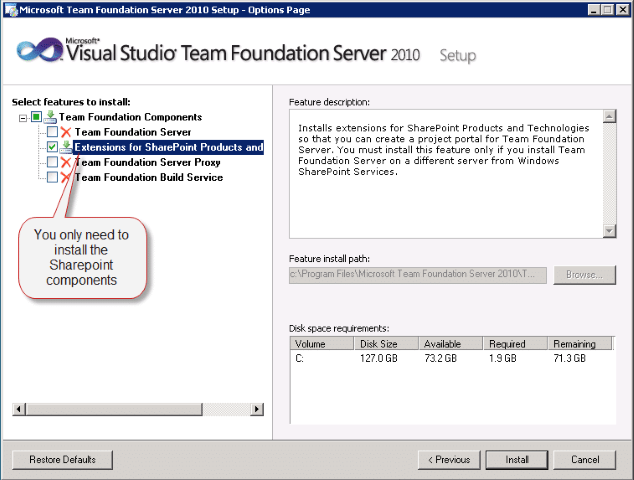 Microsoft Team Foundation Server 2010 Setup - Options Page
Microsoft®
Visual Studio® Team Foundation Server 2010 Setup
Select features to install:
Team Foundation Components
Team Foundation Server
Extensions for SharePoint Products and
Team Foundation Server Proxy
Team Foundation Build Service
You only need to
install the
Sharepoint
components
Feature description:
Installs extensions for SharePoint Products and Technologies
so that you can create a project portal for Team Foundation
Server. You must install this feature only if you install Team
Foundation Server on a different server from Windows
SharePoint Services.
Feature install path:
c:\Program Files\Microsoft Team Foundation Server 2010\T...
Browse...
Disk space requirements:
Volume Disk Size Available Required Remaining
C: 127.0 GB 73.2 GB 1.9 GB 71.3 GB
Restore Defaults
< Previous
Install
Cancel